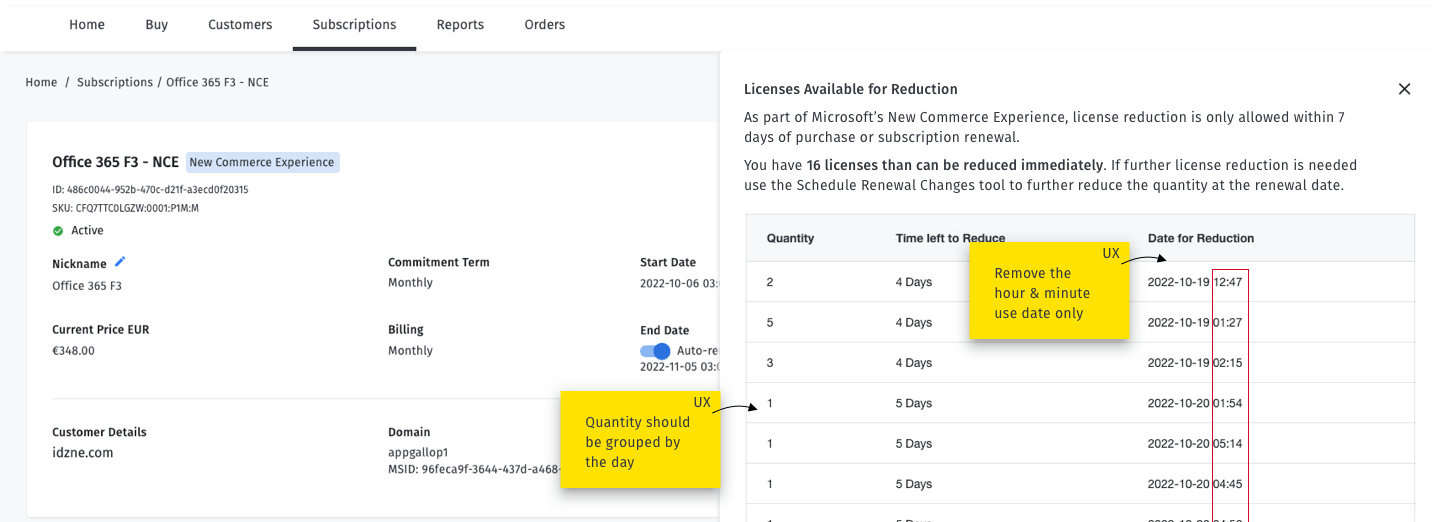 Home Buy Customers Subscriptions Reports Orders
Home / Subscriptions / Office 365 F3 - NCE
Office 365 F3 - NCE New Commerce Experience
ID: 486c0044-952b-470c-d21f-a3ecd0f20315
SKU: CFQ7TTC0LGZW:0001:P1M:M
Active
Nickname
Office 365 F3
Commitment Term
Monthly
Start Date
2022-10-06 03:
Current Price EUR
€348.00
Billing
Monthly
End Date
Auto-re
2022-11-05 03:
Customer Details
idzne.com
Domain
appgallop1
MSID: 96feca9f-3644-437d-a468-
UX
Quantity should
be grouped by
the day
Licenses Available for Reduction
As part of Microsoft's New Commerce Experience, license reduction is only allowed within 7
days of purchase or subscription renewal.
You have 16 licenses than can be reduced immediately. If further license reduction is needed
use the Schedule Renewal Changes tool to further reduce the quantity at the renewal date.
Quantity Time left to Reduce Date for Reduction
2 4 Days 2022-10-19 12:47
5 4 Days 2022-10-19 01:27
3 4 Days 2022-10-19 02:15
1 5 Days 2022-10-20 01:54
1 5 Days 2022-10-20 05:14
1 5 Days 2022-10-20 04:45
UX
Remove the
hour & minute
use date only